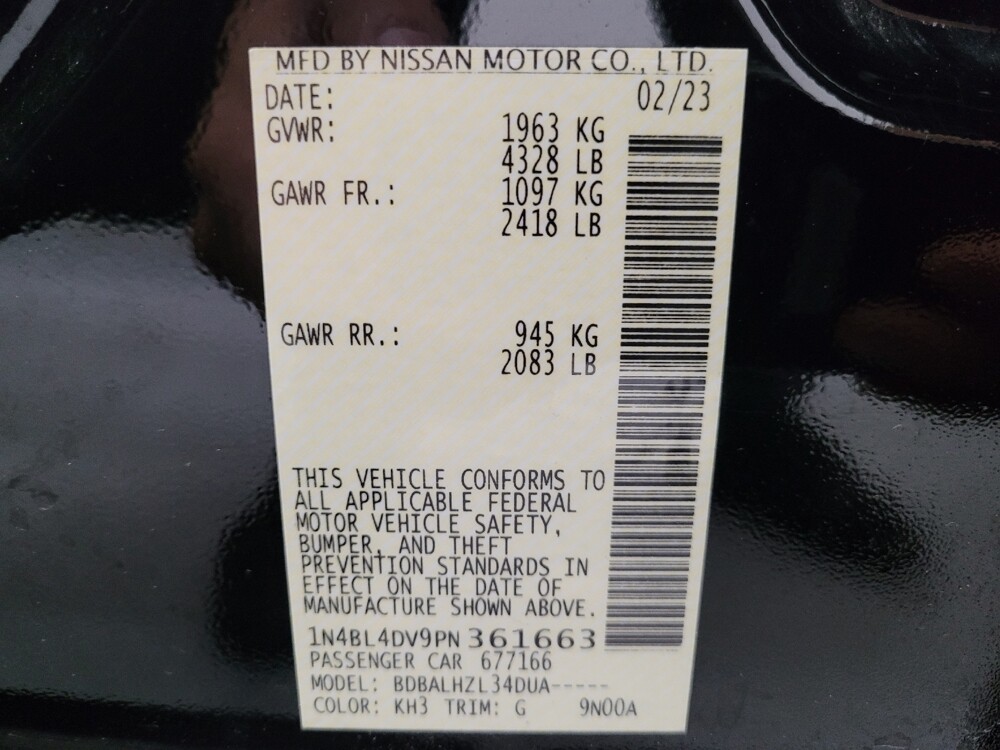 MFD BY NISSAN MOTOR CO., LTD.
DATE: 02/23
GVWR: 1963 KG
4328 LB
GAWR FR.: 1097 KG
2418 LB
GAWR RR.: 945 KG
2083 LB
THIS VEHICLE CONFORMS TO
ALL APPLICABLE FEDERAL
MOTOR VEHICLE SAFETY,
BUMPER, AND THEFT
PREVENTION STANDARDS IN
EFFECT ON THE DATE OF
MANUFACTURE SHOWN ABOVE.
1N4BL4DV9PN361663
PASSENGER CAR 677166
MODEL: BDBALHZL34DUA-----
COLOR: KH3 TRIM: G 9N00A